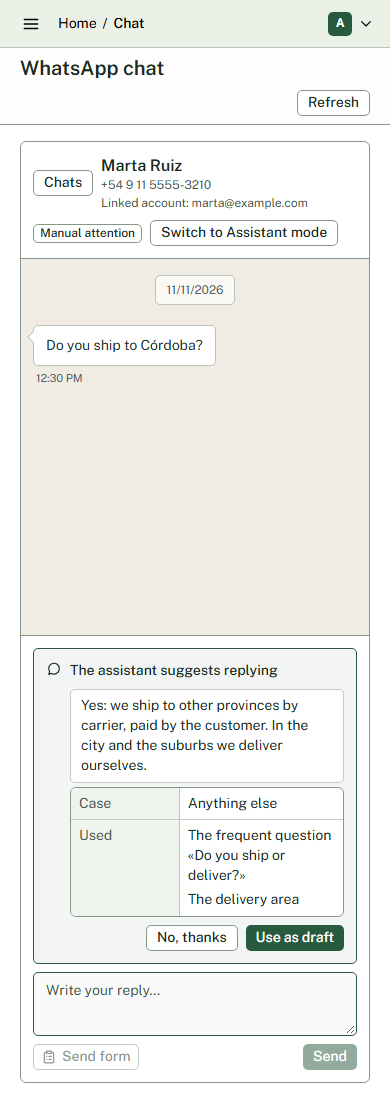 Home / Chat
A
WhatsApp chat
Refresh
Chats
Marta Ruiz
+54 9 11 5555-3210
Linked account: marta@example.com
Manual attention
Switch to Assistant mode
11/11/2026
Do you ship to Córdoba?
12:30 PM
The assistant suggests replying
Yes: we ship to other provinces by
carrier, paid by the customer. In the
city and the suburbs we deliver
ourselves.
Case
Anything else
Used
The frequent question
«Do you ship or
deliver?»
The delivery area
No, thanks
Use as draft
Write your reply...
Send form
Send